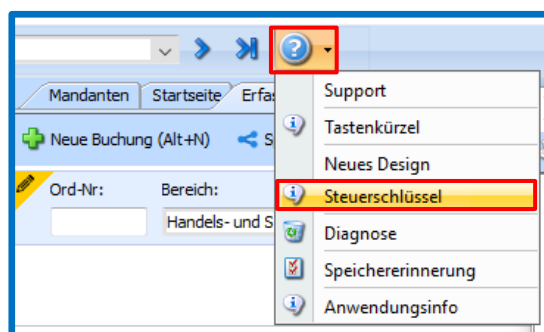 ?
Mandanten Startseite Erfas
Neue Buchung (Alt+N) S
Ord-Nr: Bereich:
Handels- und S
Support
Tastenkürzel
Neues Design
Steuerschlüssel
Diagnose
Speichererinnerung
Anwendungsinfo